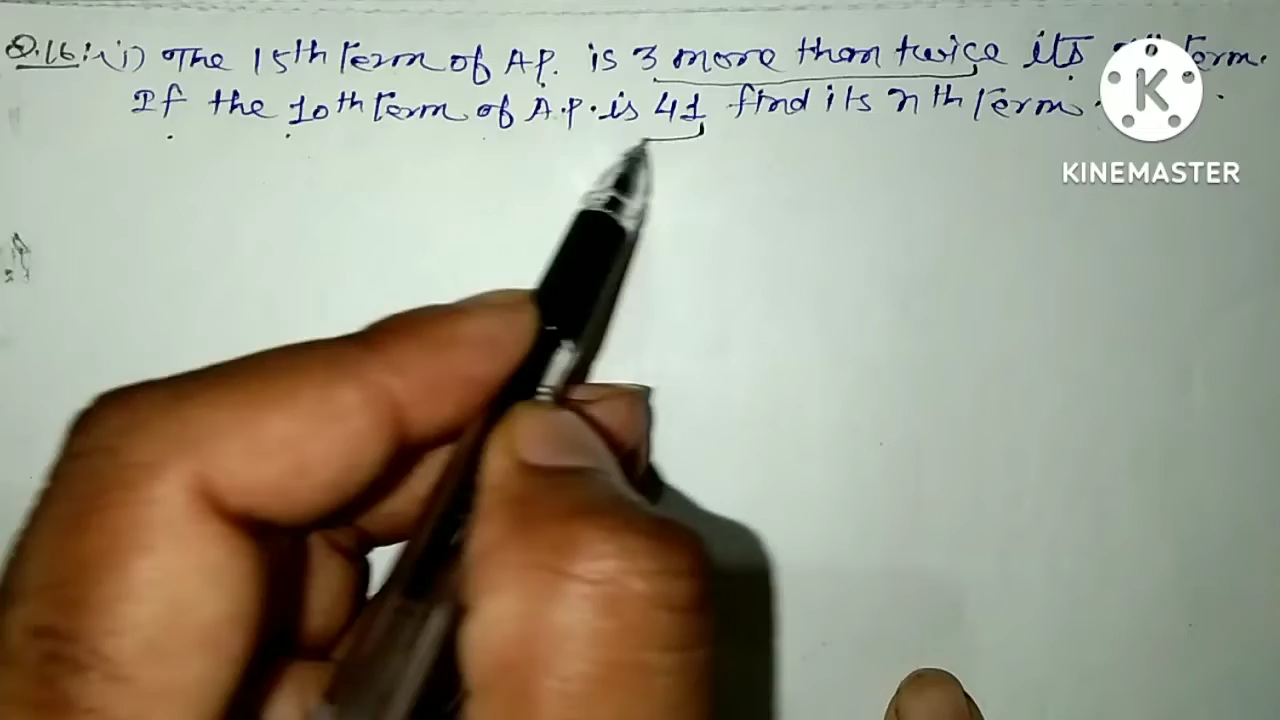 Q.16:(i) The 15th term of A.P. is 3 more than twice its term.
If the 10th term of A.P. is 41 find its nth term.
K
KINEMASTER